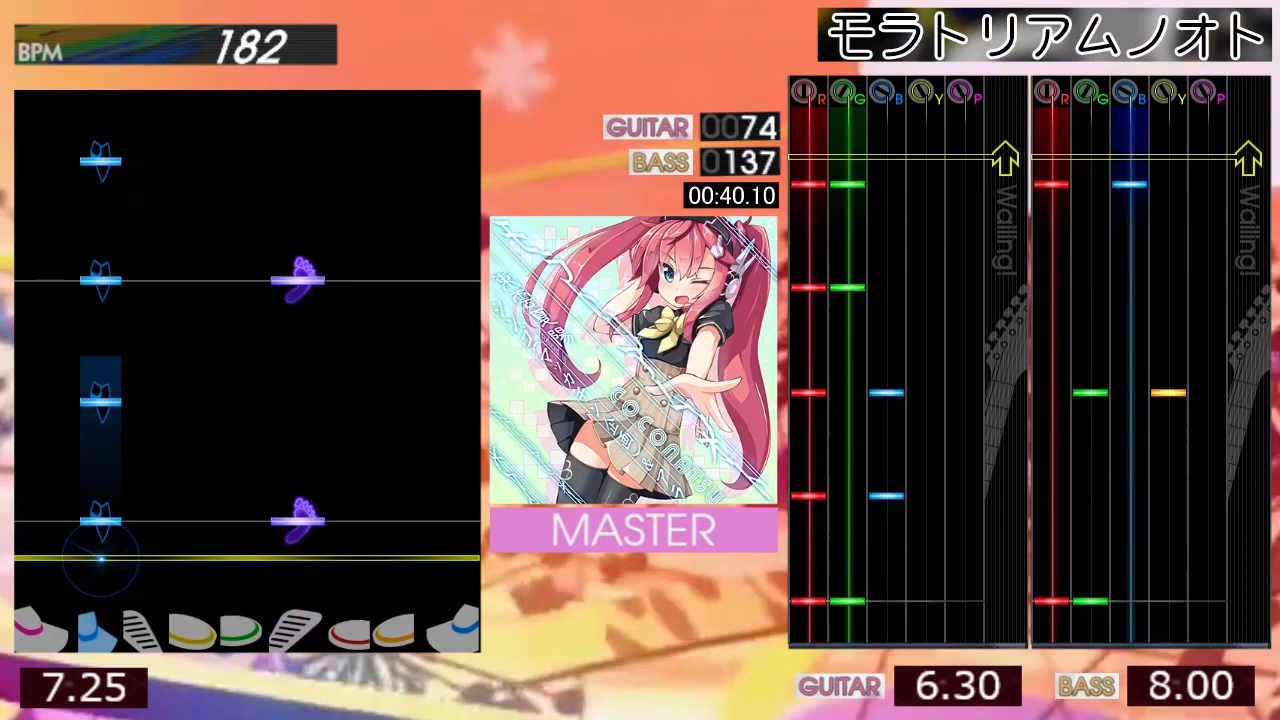 BPM 182
モラトリアムノオト
R G B Y P
R G B Y P
GUITAR 0074
BASS 0137
00:40.10
Wailing!
Wailing!
COCONATSU
MASTER
7.25
GUITAR 6.30
BASS 8.00